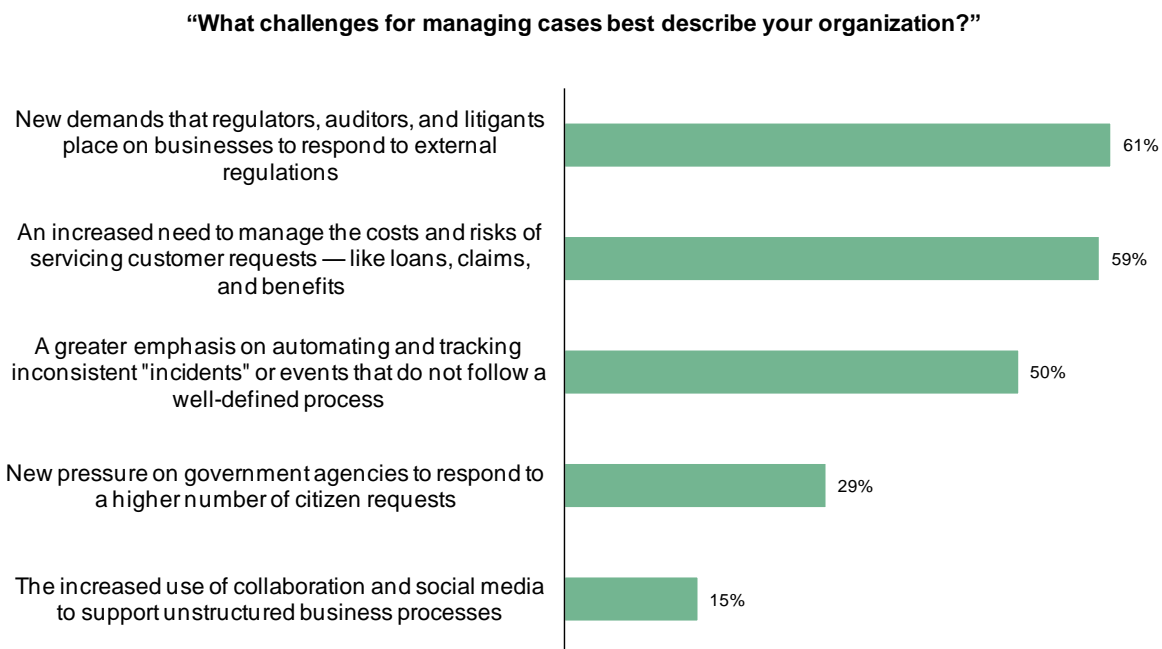 “What challenges for managing cases best describe your organization?”
New demands that regulators, auditors, and litigants
place on businesses to respond to external
regulations
61%
An increased need to manage the costs and risks of
servicing customer requests — like loans, claims,
and benefits
59%
A greater emphasis on automating and tracking
inconsistent "incidents" or events that do not follow a
well-defined process
50%
New pressure on government agencies to respond to
a higher number of citizen requests
29%
The increased use of collaboration and social media
to support unstructured business processes
15%